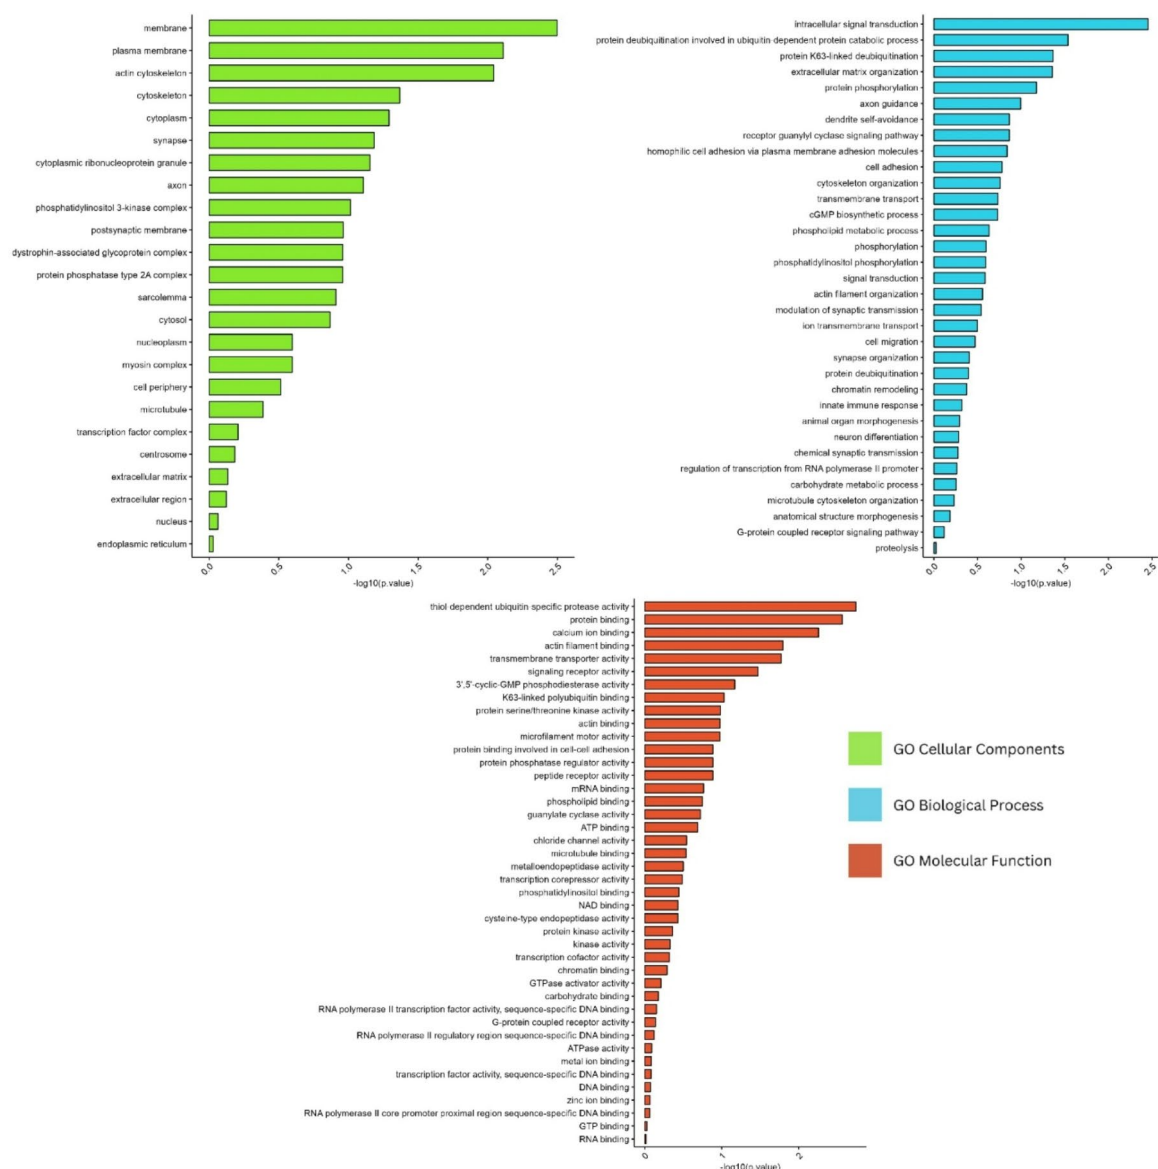 membrane
plasma membrane
actin cytoskeleton
cytoskeleton
cytoplasm
synapse
cytoplasmic ribonucleoprotein granule
axon
phosphatidylinositol 3-kinase complex
postsynaptic membrane
dystrophin-associated glycoprotein complex
protein phosphatase type 2A complex
sarcolemma
cytosol
nucleoplasm
myosin complex
cell periphery
microtubule
transcription factor complex
centrosome
extracellular matrix
extracellular region
nucleus
endoplasmic reticulum
0.0 0.5 1.0 1.5 2.0 2.5
-log10(p.value)
intracellular signal transduction
protein deubiquitination involved in ubiquitin-dependent protein catabolic process
protein K63-linked deubiquitination
extracellular matrix organization
protein phosphorylation
axon guidance
dendrite self-avoidance
receptor guanylyl cyclase signaling pathway
homophilic cell adhesion via plasma membrane adhesion molecules
cell adhesion
cytoskeleton organization
transmembrane transport
cGMP biosynthetic process
phospholipid metabolic process
phosphorylation
phosphatidylinositol phosphorylation
signal transduction
actin filament organization
modulation of synaptic transmission
ion transmembrane transport
cell migration
synapse organization
protein deubiquitination
chromatin remodeling
innate immune response
animal organ morphogenesis
neuron differentiation
chemical synaptic transmission
regulation of transcription from RNA polymerase II promoter
carbohydrate metabolic process
microtubule cytoskeleton organization
anatomical structure morphogenesis
G-protein coupled receptor signaling pathway
proteolysis
0.0 0.5 1.0 1.5 2.0 2.5
-log10(p.value)
thiol dependent ubiquitin specific protease activity
protein binding
calcium ion binding
actin filament binding
transmembrane transporter activity
signaling receptor activity
3',5'-cyclic-GMP phosphodiesterase activity
K63-linked polyubiquitin binding
protein serine/threonine kinase activity
actin binding
microfilament motor activity
protein binding involved in cell-cell adhesion
protein phosphatase regulator activity
peptide receptor activity
mRNA binding
phospholipid binding
guanylate cyclase activity
ATP binding
chloride channel activity
microtubule binding
metalloendopeptidase activity
transcription corepressor activity
phosphatidylinositol binding
NAD binding
cysteine-type endopeptidase activity
protein kinase activity
kinase activity
transcription cofactor activity
chromatin binding
GTPase activator activity
carbohydrate binding
RNA polymerase II transcription factor activity, sequence-specific DNA binding
G-protein coupled receptor activity
RNA polymerase II regulatory region sequence-specific DNA binding
ATPase activity
metal ion binding
transcription factor activity, sequence-specific DNA binding
DNA binding
zinc ion binding
RNA polymerase II core promoter proximal region sequence-specific DNA binding
GTP binding
RNA binding
0 1 2
-log10(p.value)
GO Cellular Components
GO Biological Process
GO Molecular Function